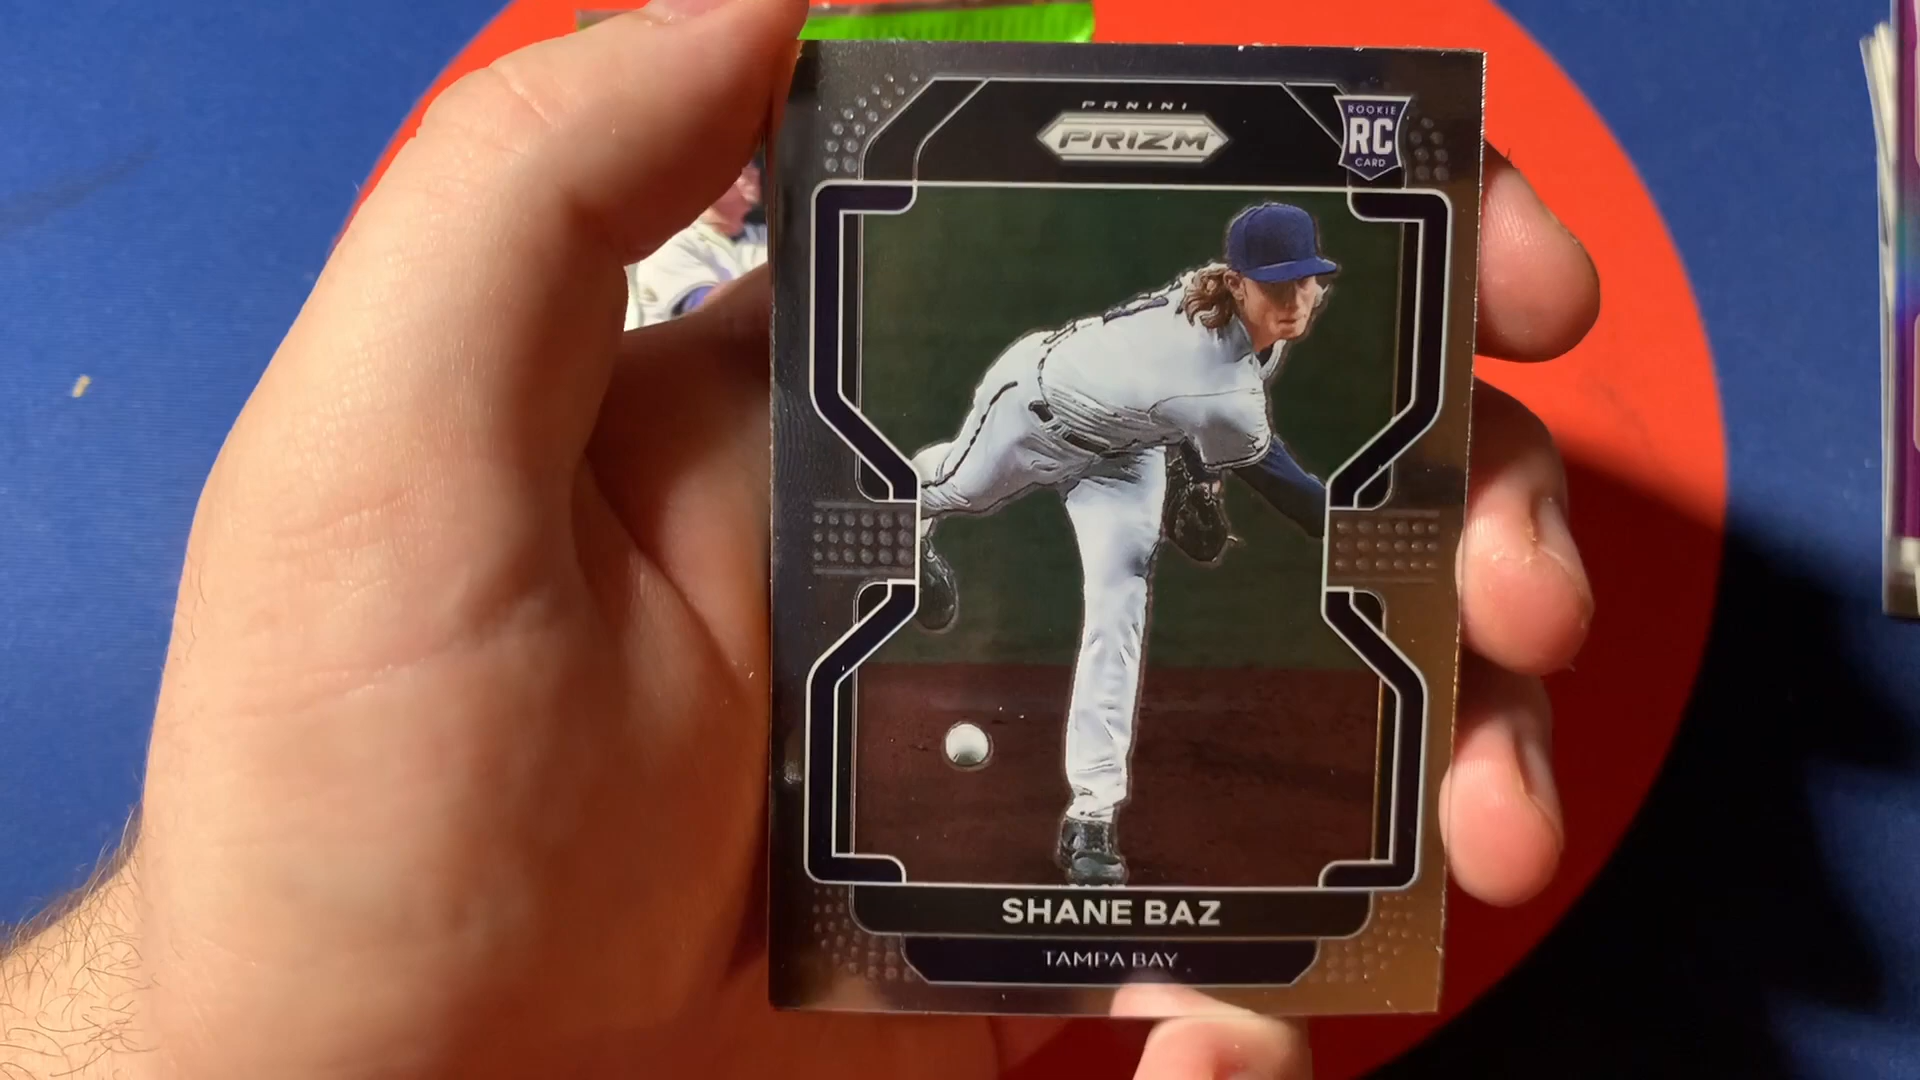 PANINI
PRIZM
ROOKIE
RC
CARD
SHANE BAZ
TAMPA BAY